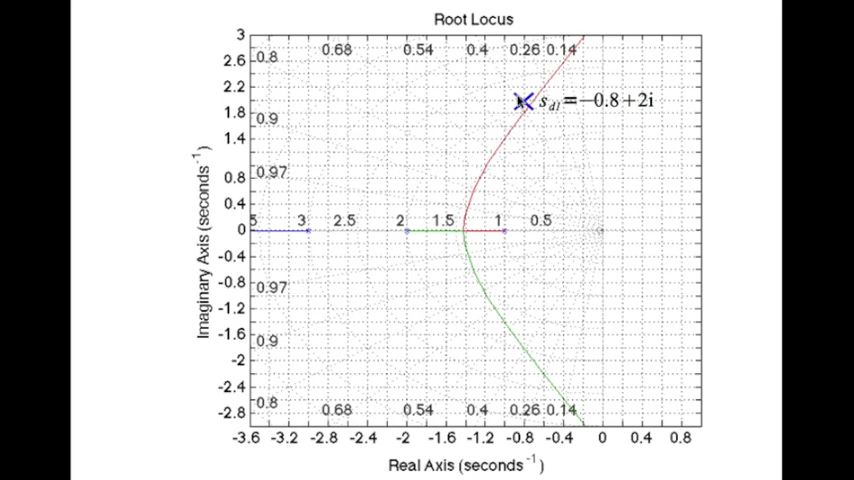 Root Locus
3
0.68 0.54 0.4 0.26 0.14
0.8
2.6
2.2
s_d1=−0.8+2i
1.8
0.9
1.4
0.97
0.8
0.4
5 3 2.5 2 1.5 1 0.5
0
-0.4
-0.8
0.97
-1.2
-1.6
0.9
-2
-2.4
0.8
-2.8
0.68 0.54 0.4 0.26 0.14
-3.6 -3.2 -2.8 -2.4 -2 -1.6 -1.2 -0.8 -0.4 0 0.4 0.8
Real Axis (seconds⁻¹)
Imaginary Axis (seconds⁻¹)